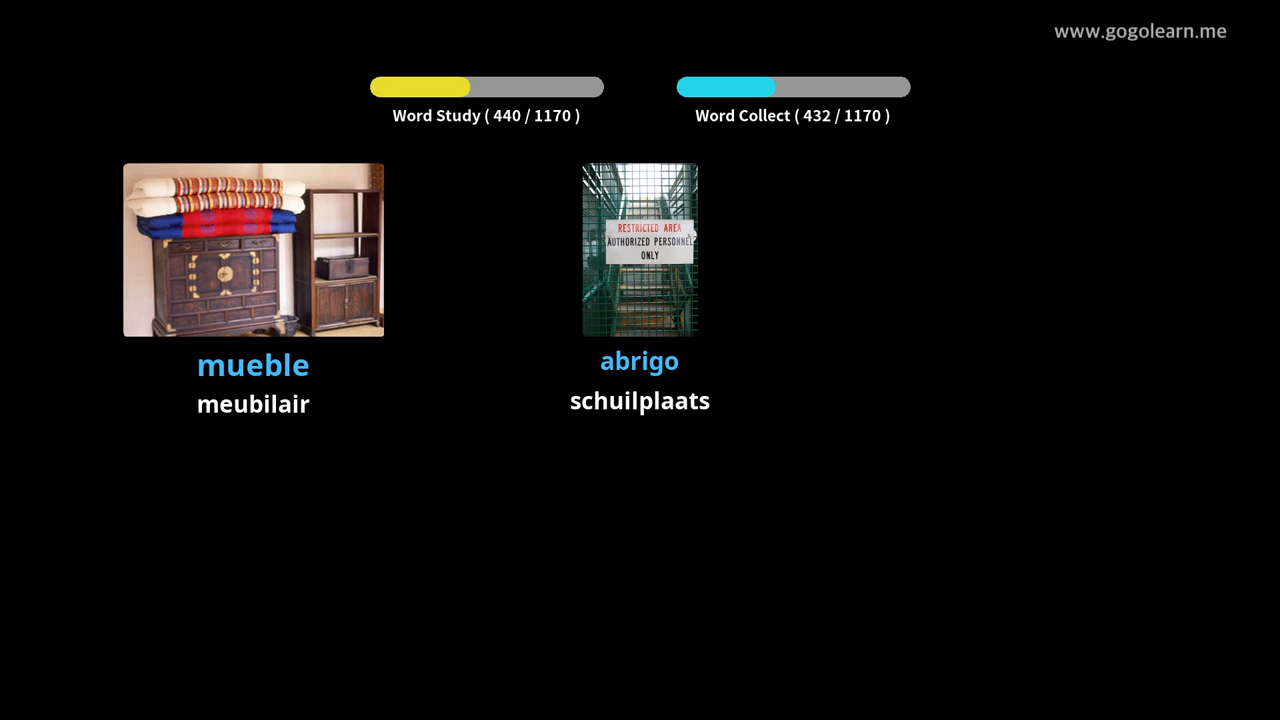 www.gogolearn.me
Word Study ( 440 / 1170 )
Word Collect ( 432 / 1170 )
RESTRICTED AREA
AUTHORIZED PERSONNEL
ONLY
mueble
abrigo
meubilair
schuilplaats